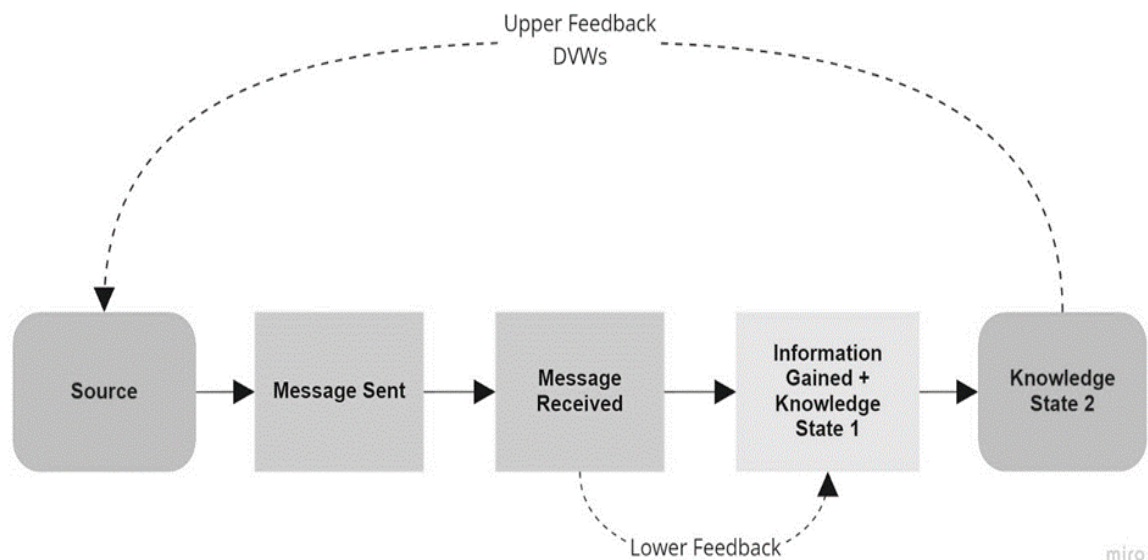 Upper Feedback
DVWs
Source
Message Sent
Message
Received
Information
Gained +
Knowledge
State 1
Knowledge
State 2
Lower Feedback
miro